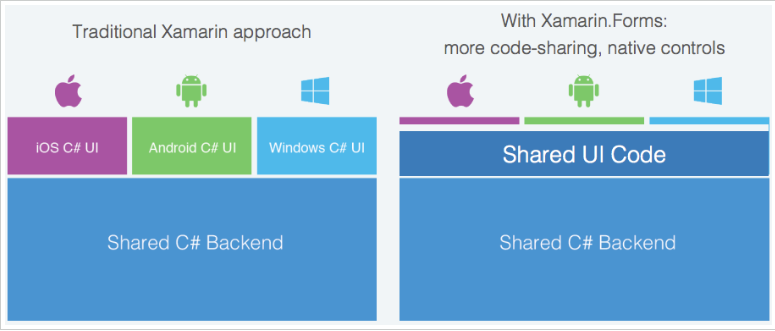 Traditional Xamarin approach
iOS C# UI
Android C# UI
Windows C# UI
Shared C# Backend
With Xamarin.Forms:
more code-sharing, native controls
Shared UI Code
Shared C# Backend